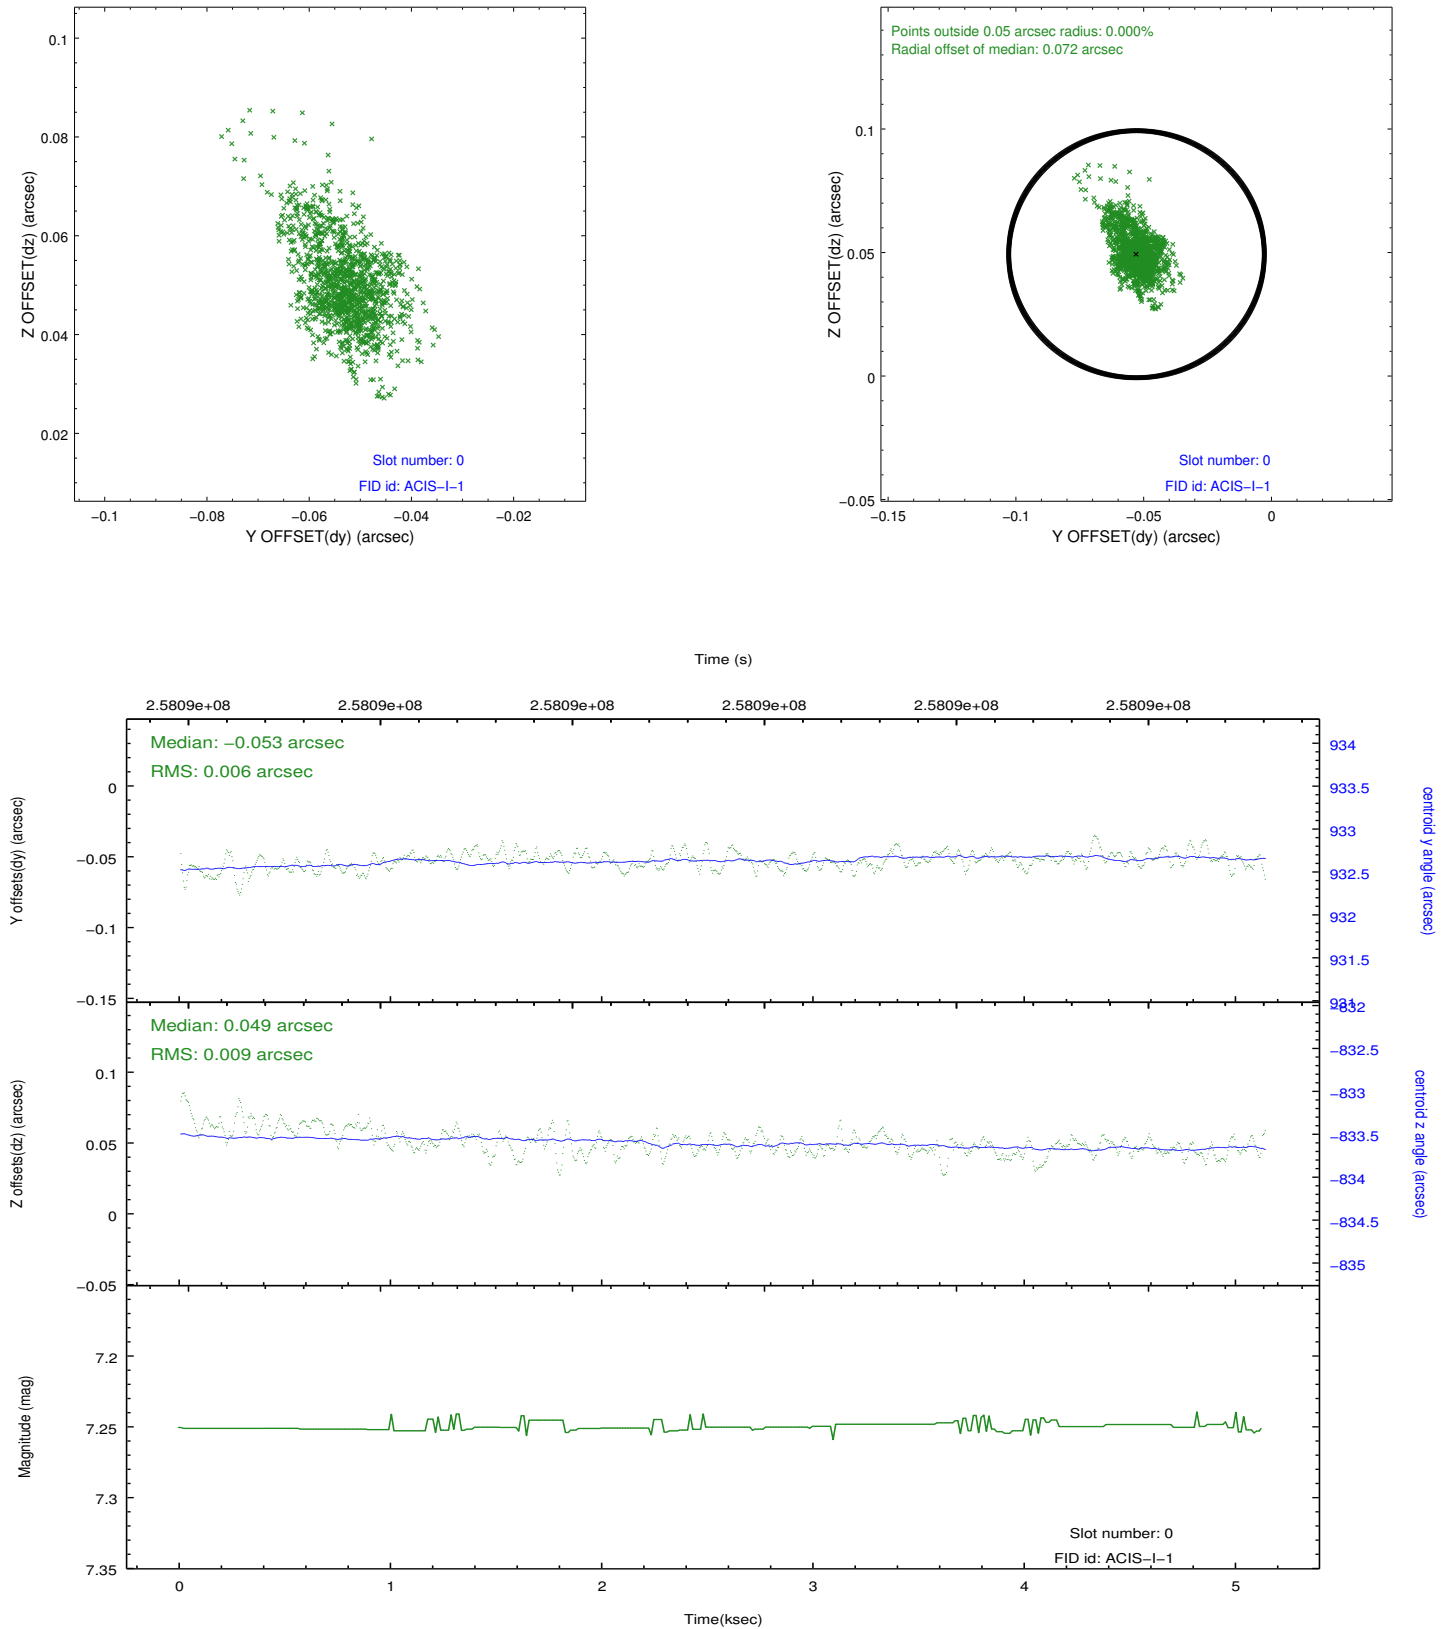 0.1
0.08
0.06
0.04
0.02
Z OFFSET(dz) (arcsec)
Slot number: 0
FID id: ACIS−I−1
−0.1 −0.08 −0.06 −0.04 −0.02
Y OFFSET(dy) (arcsec)
Points outside 0.05 arcsec radius: 0.000%
Radial offset of median: 0.072 arcsec
0.1
0.05
0
−0.05
Z OFFSET(dz) (arcsec)
Slot number: 0
FID id: ACIS−I−1
−0.15 −0.1 −0.05 0
Y OFFSET(dy) (arcsec)
Time (s)
2.5809e+08 2.5809e+08 2.5809e+08 2.5809e+08 2.5809e+08 2.5809e+08
Median: −0.053 arcsec
RMS: 0.006 arcsec
0
−0.05
−0.1
−0.15
Y offsets(dy) (arcsec)
934
933.5
933
932.5
932
931.5
931
centroid y angle (arcsec)
Median: 0.049 arcsec
RMS: 0.009 arcsec
0.1
0.05
0
−0.05
Z offsets(dz) (arcsec)
−832
−832.5
−833
−833.5
−834
−834.5
−835
centroid z angle (arcsec)
7.2
7.25
7.3
7.35
Magnitude (mag)
Slot number: 0
FID id: ACIS−I−1
0 1 2 3 4 5
Time(ksec)